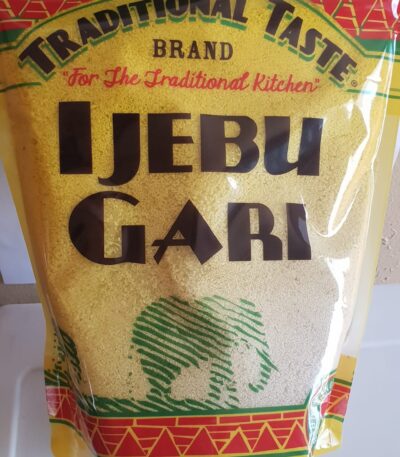 TRADITIONAL TASTE®
BRAND
"For The Traditional Kitchen"
IJEBU
GARI